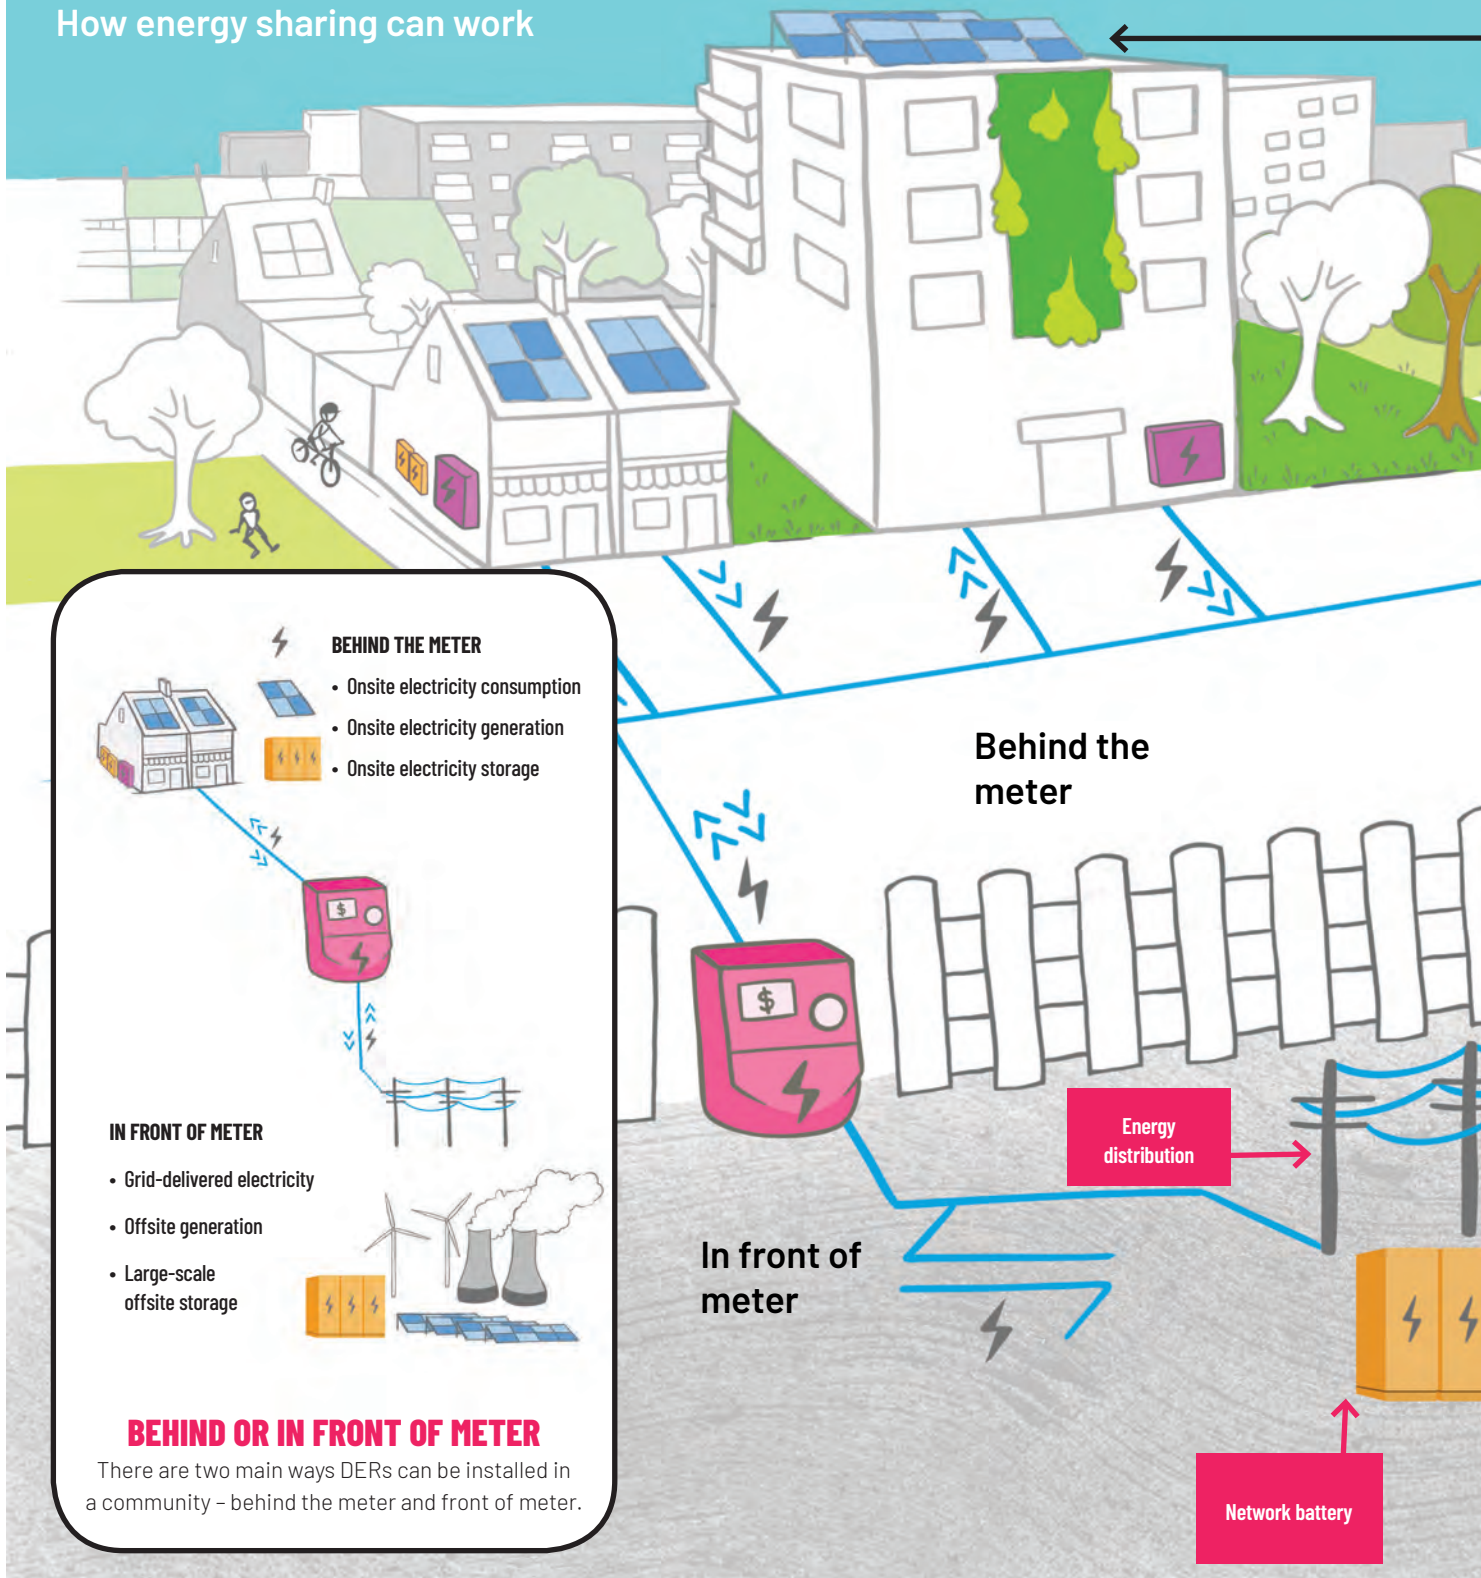 How energy sharing can work
BEHIND THE METER
• Onsite electricity consumption
• Onsite electricity generation
• Onsite electricity storage
$
IN FRONT OF METER
• Grid-delivered electricity
• Offsite generation
• Large-scale
offsite storage
BEHIND OR IN FRONT OF METER
There are two main ways DERs can be installed in
a community – behind the meter and front of meter.
Behind the
meter
$
Energy
distribution
In front of
meter
Network battery